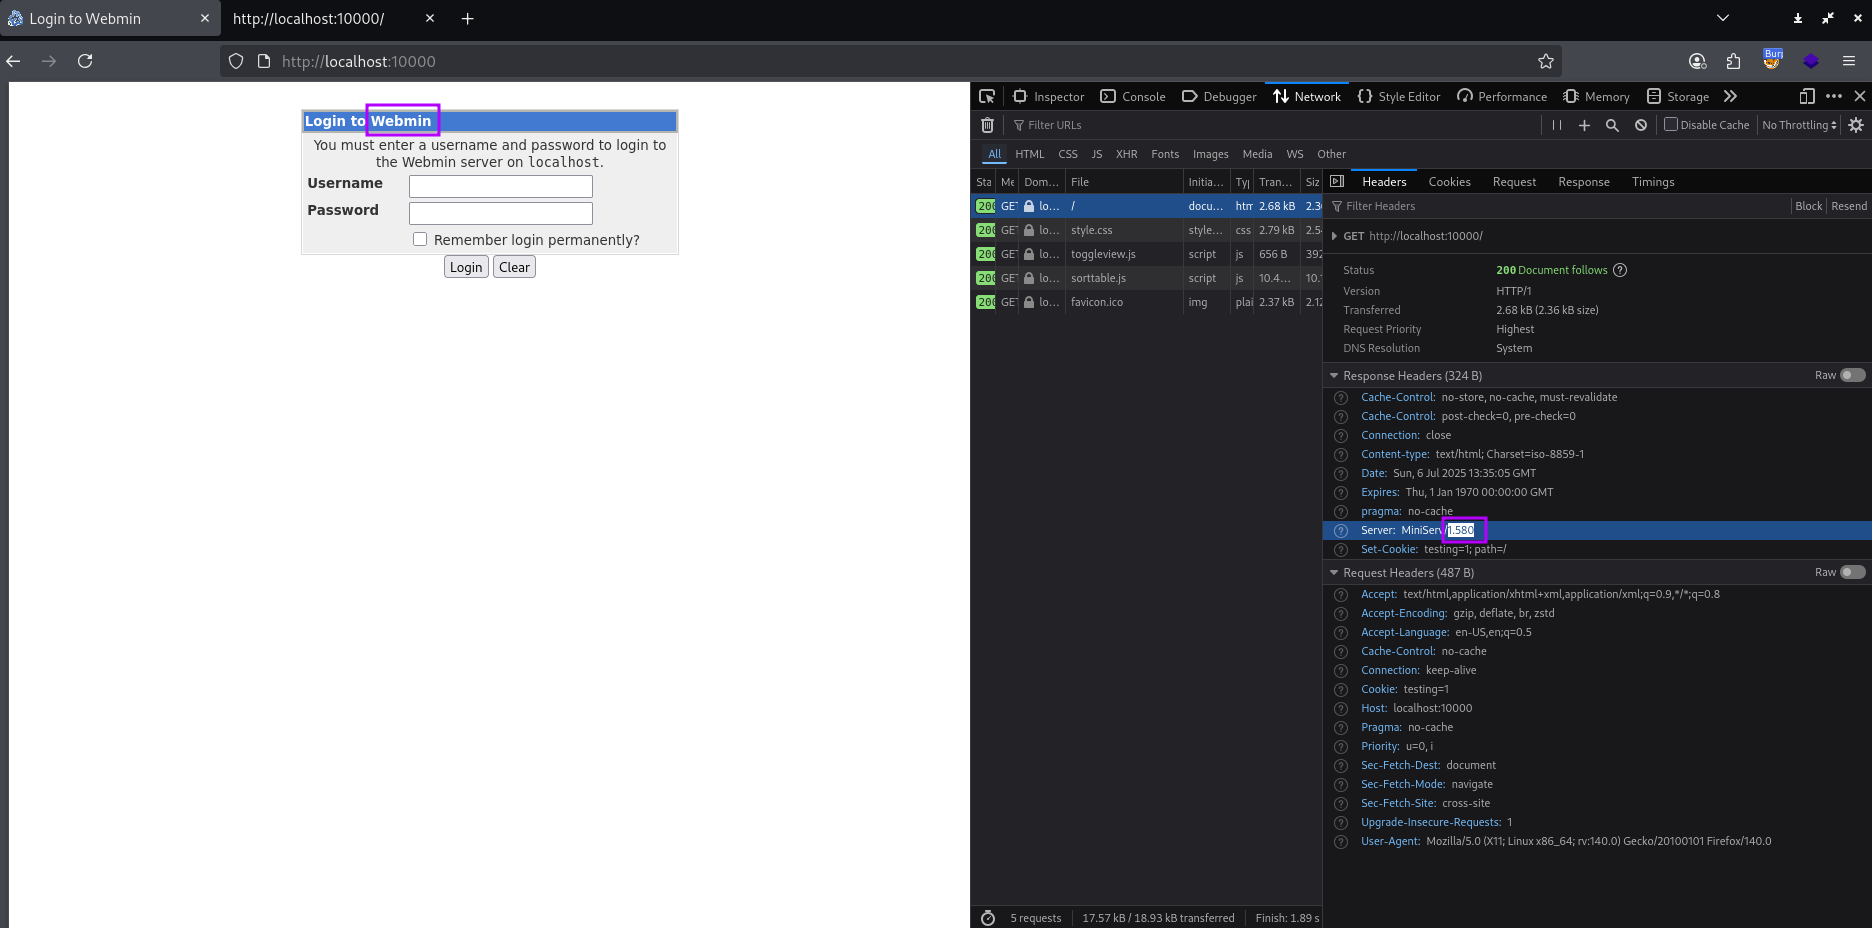 Login to Webmin
http://localhost:10000/
http://localhost:10000
Login to Webmin
You must enter a username and password to login to
the Webmin server on localhost.
Username
Password
Remember login permanently?
Login Clear
Inspector Console Debugger Network Style Editor Performance Memory Storage
Filter URLs
Disable Cache No Throttling
All HTML CSS JS XHR Fonts Images Media WS Other
Sta Me Dom... File Initia... Tyj Tran... Siz
200 GET lo... / docu... htm 2.68 kB 2.3
200 GET lo... style.css style... css 2.79 kB 2.5
200 GET lo... toggleview.js script js 656 B 392
200 GET lo... sorttable.js script js 10.4... 10.
200 GET lo... favicon.ico img plai 2.37 kB 2.12
5 requests 17.57 kB / 18.93 kB transferred Finish: 1.89 s
Headers Cookies Request Response Timings
Filter Headers Block Resend
GET http://localhost:10000/
Status 200 Document follows
Version HTTP/1
Transferred 2.68 kB (2.36 kB size)
Request Priority Highest
DNS Resolution System
Response Headers (324 B) Raw
Cache-Control: no-store, no-cache, must-revalidate
Cache-Control: post-check=0, pre-check=0
Connection: close
Content-type: text/html; Charset=iso-8859-1
Date: Sun, 6 Jul 2025 13:35:05 GMT
Expires: Thu, 1 Jan 1970 00:00:00 GMT
pragma: no-cache
Server: MiniServ/1.580
Set-Cookie: testing=1; path=/
Request Headers (487 B) Raw
Accept: text/html,application/xhtml+xml,application/xml;q=0.9,*/*;q=0.8
Accept-Encoding: gzip, deflate, br, zstd
Accept-Language: en-US,en;q=0.5
Cache-Control: no-cache
Connection: keep-alive
Cookie: testing=1
Host: localhost:10000
Pragma: no-cache
Priority: u=0, i
Sec-Fetch-Dest: document
Sec-Fetch-Mode: navigate
Sec-Fetch-Site: cross-site
Upgrade-Insecure-Requests: 1
User-Agent: Mozilla/5.0 (X11; Linux x86_64; rv:140.0) Gecko/20100101 Firefox/140.0